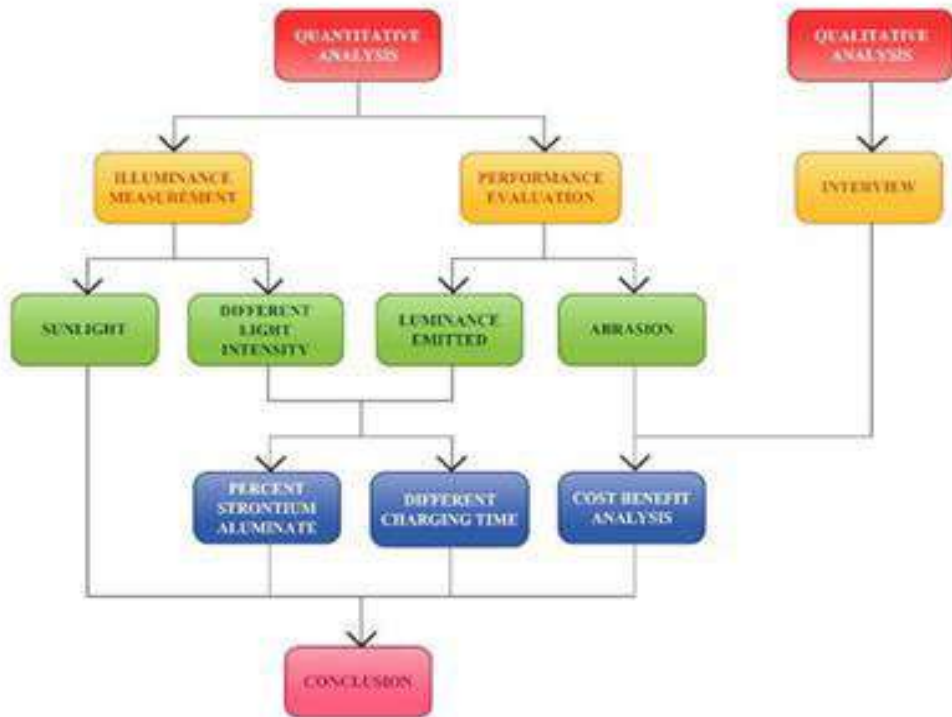 QUANTITATIVE
ANALYSIS
QUALITATIVE
ANALYSIS
ILLUMINANCE
MEASUREMENT
PERFORMANCE
EVALUATION
INTERVIEW
SUNLIGHT
DIFFERENT
LIGHT
INTENSITY
LUMINANCE
EMITTED
ABRASION
PERCENT
STRONTIUM
ALUMINATE
DIFFERENT
CHARGING TIME
COST BENEFIT
ANALYSIS
CONCLUSION